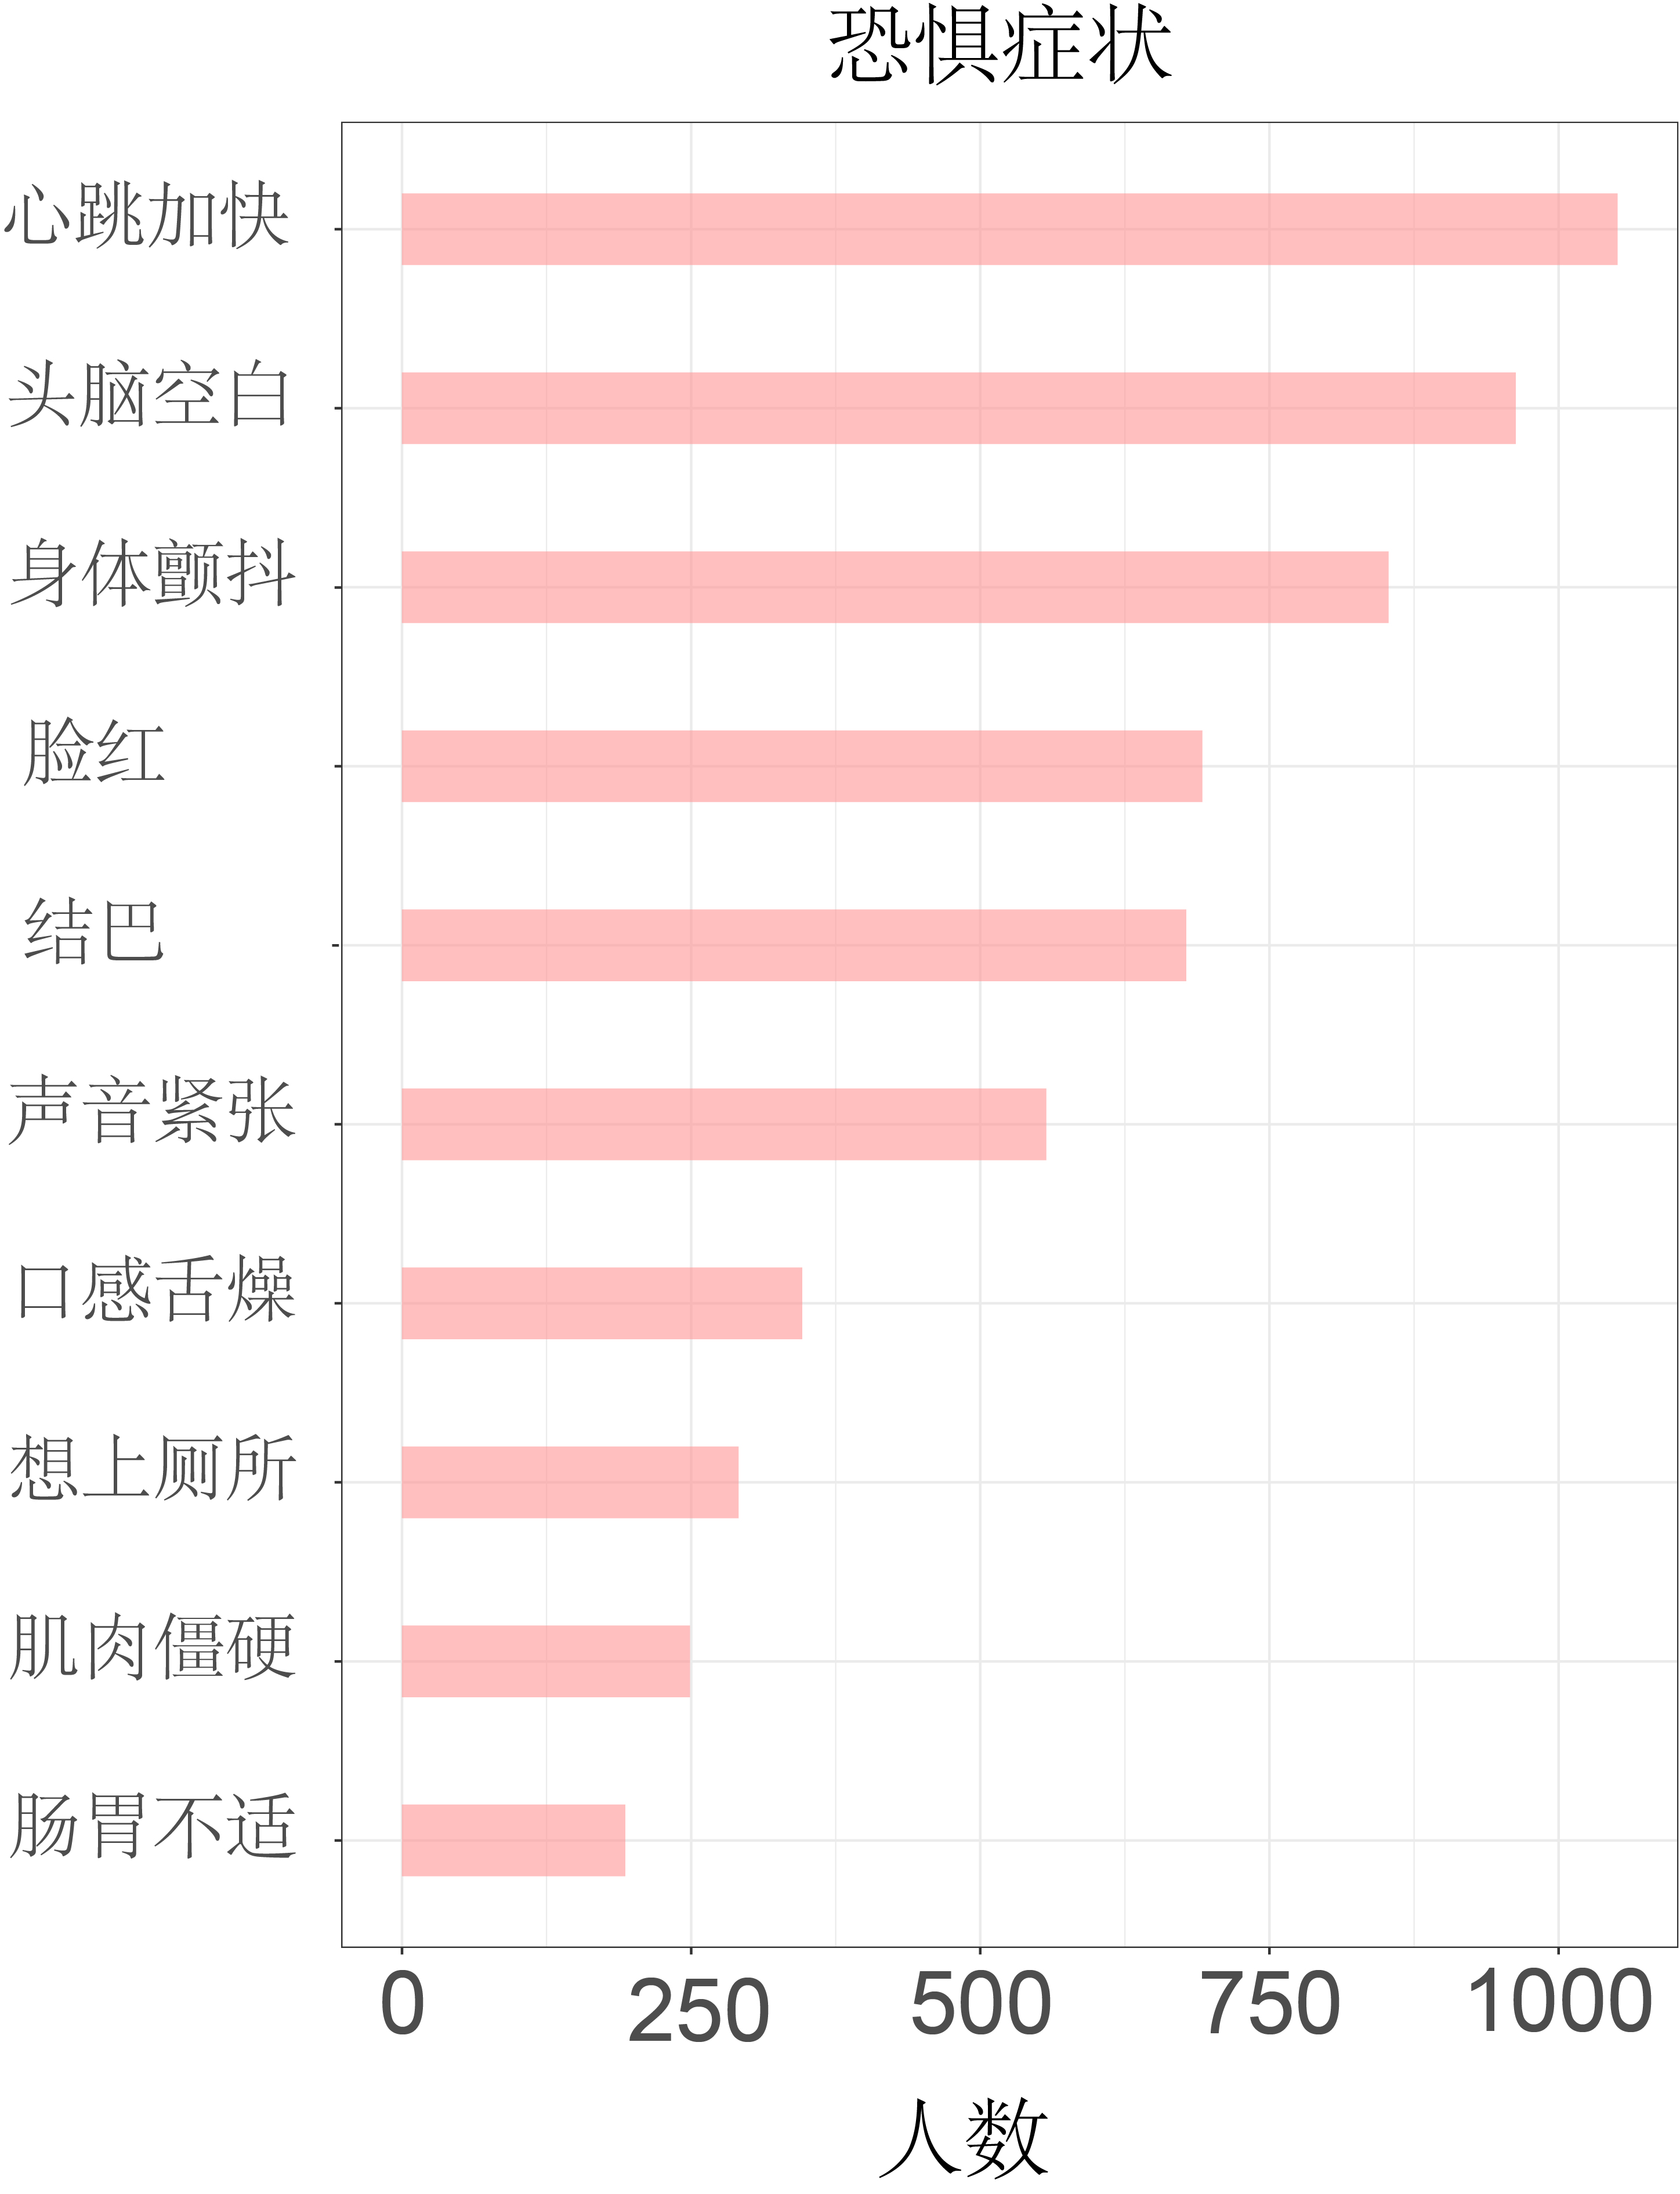 恐惧症状
心跳加快
头脑空白
身体颤抖
脸红
结巴
声音紧张
口感舌燥
想上厕所
肌肉僵硬
肠胃不适
0 250 500 750 1000
人数